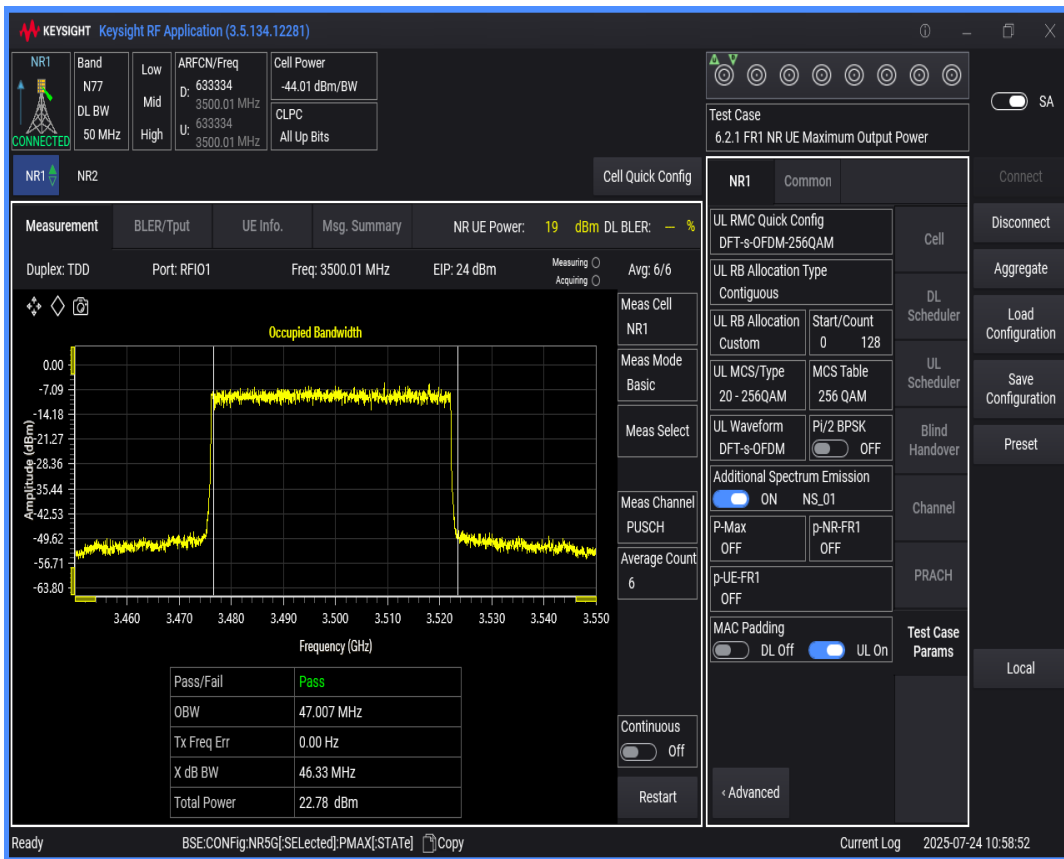 KEYSIGHT Keysight RF Application (3.5.134.12281)
NR1
CONNECTED
Band
N77
DL BW
50 MHz
Low
Mid
High
ARFCN/Freq
D: 633334
3500.01 MHz
U: 633334
3500.01 MHz
Cell Power
-44.01 dBm/BW
CLPC
All Up Bits
Test Case
6.2.1 FR1 NR UE Maximum Output Power
SA
NR1 NR2 Cell Quick Config
Measurement BLER/Tput UE Info. Msg. Summary NR UE Power: 19 dBm DL BLER: — %
Duplex: TDD Port: RFIO1 Freq: 3500.01 MHz EIP: 24 dBm Measuring Acquiring Avg: 6/6
Occupied Bandwidth
Amplitude (dBm)
0.00
-7.09
-14.18
-21.27
-28.36
-35.44
-42.53
-49.62
-56.71
-63.80
3.460 3.470 3.480 3.490 3.500 3.510 3.520 3.530 3.540 3.550
Frequency (GHz)
Pass/Fail Pass
OBW 47.007 MHz
Tx Freq Err 0.00 Hz
X dB BW 46.33 MHz
Total Power 22.78 dBm
Meas Cell
NR1
Meas Mode
Basic
Meas Select
Meas Channel
PUSCH
Average Count
6
Continuous
Off
Restart
NR1 Common
UL RMC Quick Config
DFT-s-OFDM-256QAM
UL RB Allocation Type
Contiguous
UL RB Allocation
Custom
Start/Count
0 128
UL MCS/Type
20 - 256QAM
MCS Table
256 QAM
UL Waveform
DFT-s-OFDM
Pi/2 BPSK
OFF
Additional Spectrum Emission
ON NS_01
P-Max
OFF
p-NR-FR1
OFF
p-UE-FR1
OFF
MAC Padding
DL Off UL On
‹ Advanced
Cell
DL
Scheduler
UL
Scheduler
Blind
Handover
Channel
PRACH
Test Case
Params
Connect
Disconnect
Aggregate
Load
Configuration
Save
Configuration
Preset
Local
Ready BSE:CONFig:NR5G[:SELected]:PMAX[:STATe] Copy Current Log 2025-07-24 10:58:52